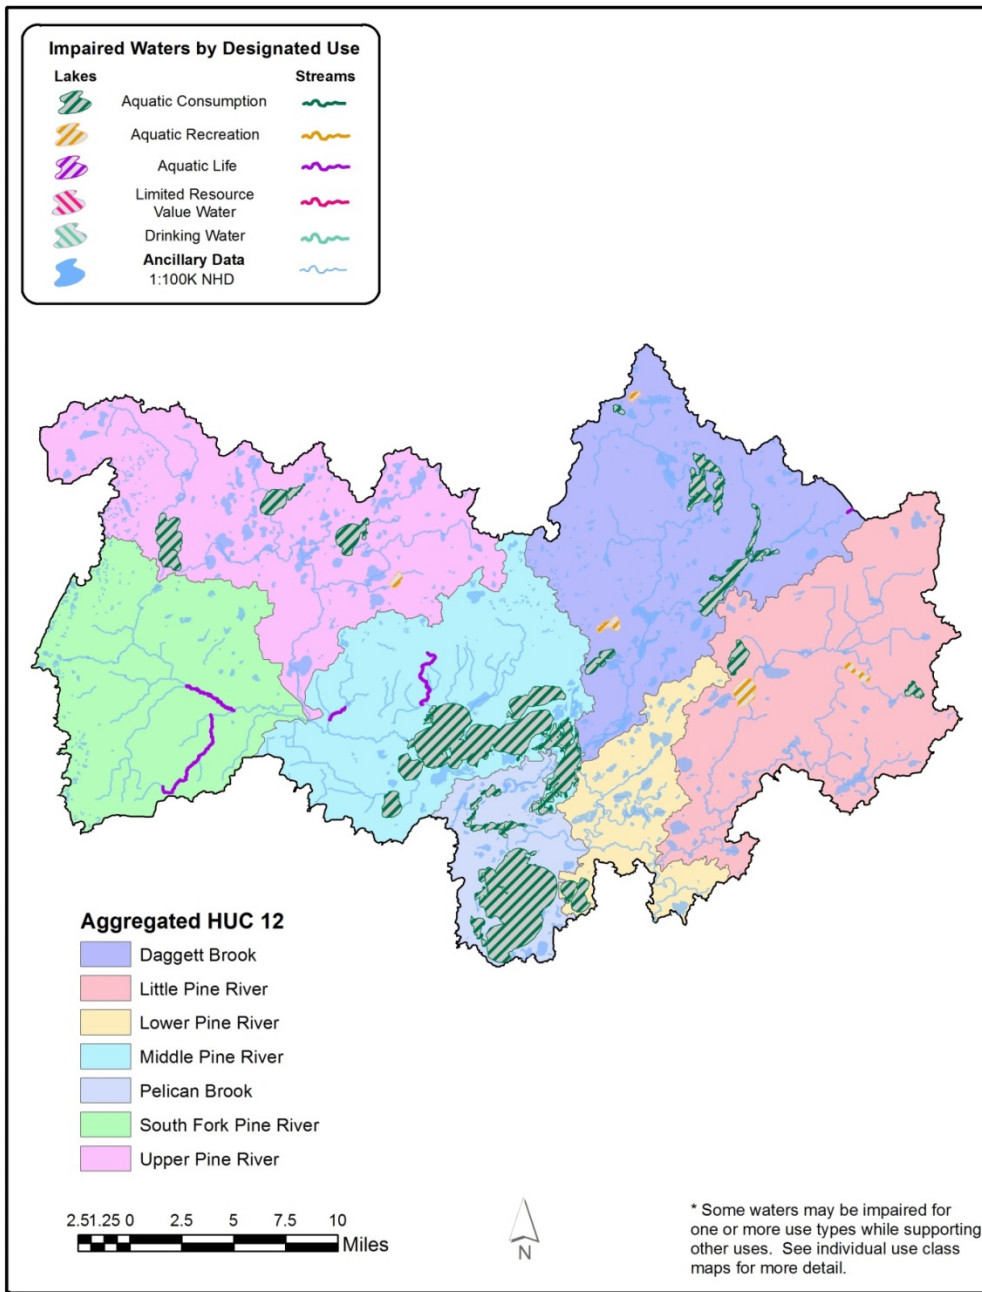 Impaired Waters by Designated Use
Lakes Streams
Aquatic Consumption
Aquatic Recreation
Aquatic Life
Limited Resource
Value Water
Drinking Water
Ancillary Data
1:100K NHD
Aggregated HUC 12
Daggett Brook
Little Pine River
Lower Pine River
Middle Pine River
Pelican Brook
South Fork Pine River
Upper Pine River
2.51.25 0 2.5 5 7.5 10
Miles
N
* Some waters may be impaired for
one or more use types while supporting
other uses. See individual use class
maps for more detail.